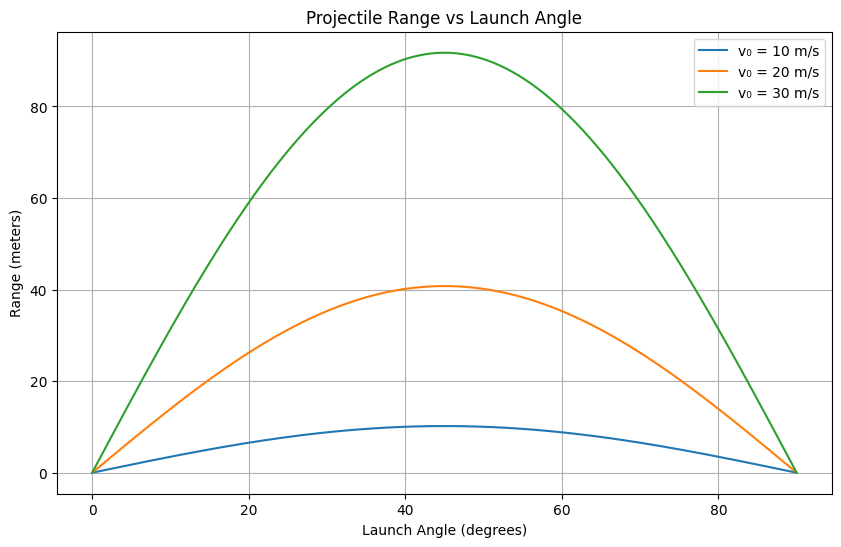 Projectile Range vs Launch Angle
v₀ = 10 m/s
v₀ = 20 m/s
v₀ = 30 m/s
Range (meters)
80
60
40
20
0
0 20 40 60 80
Launch Angle (degrees)